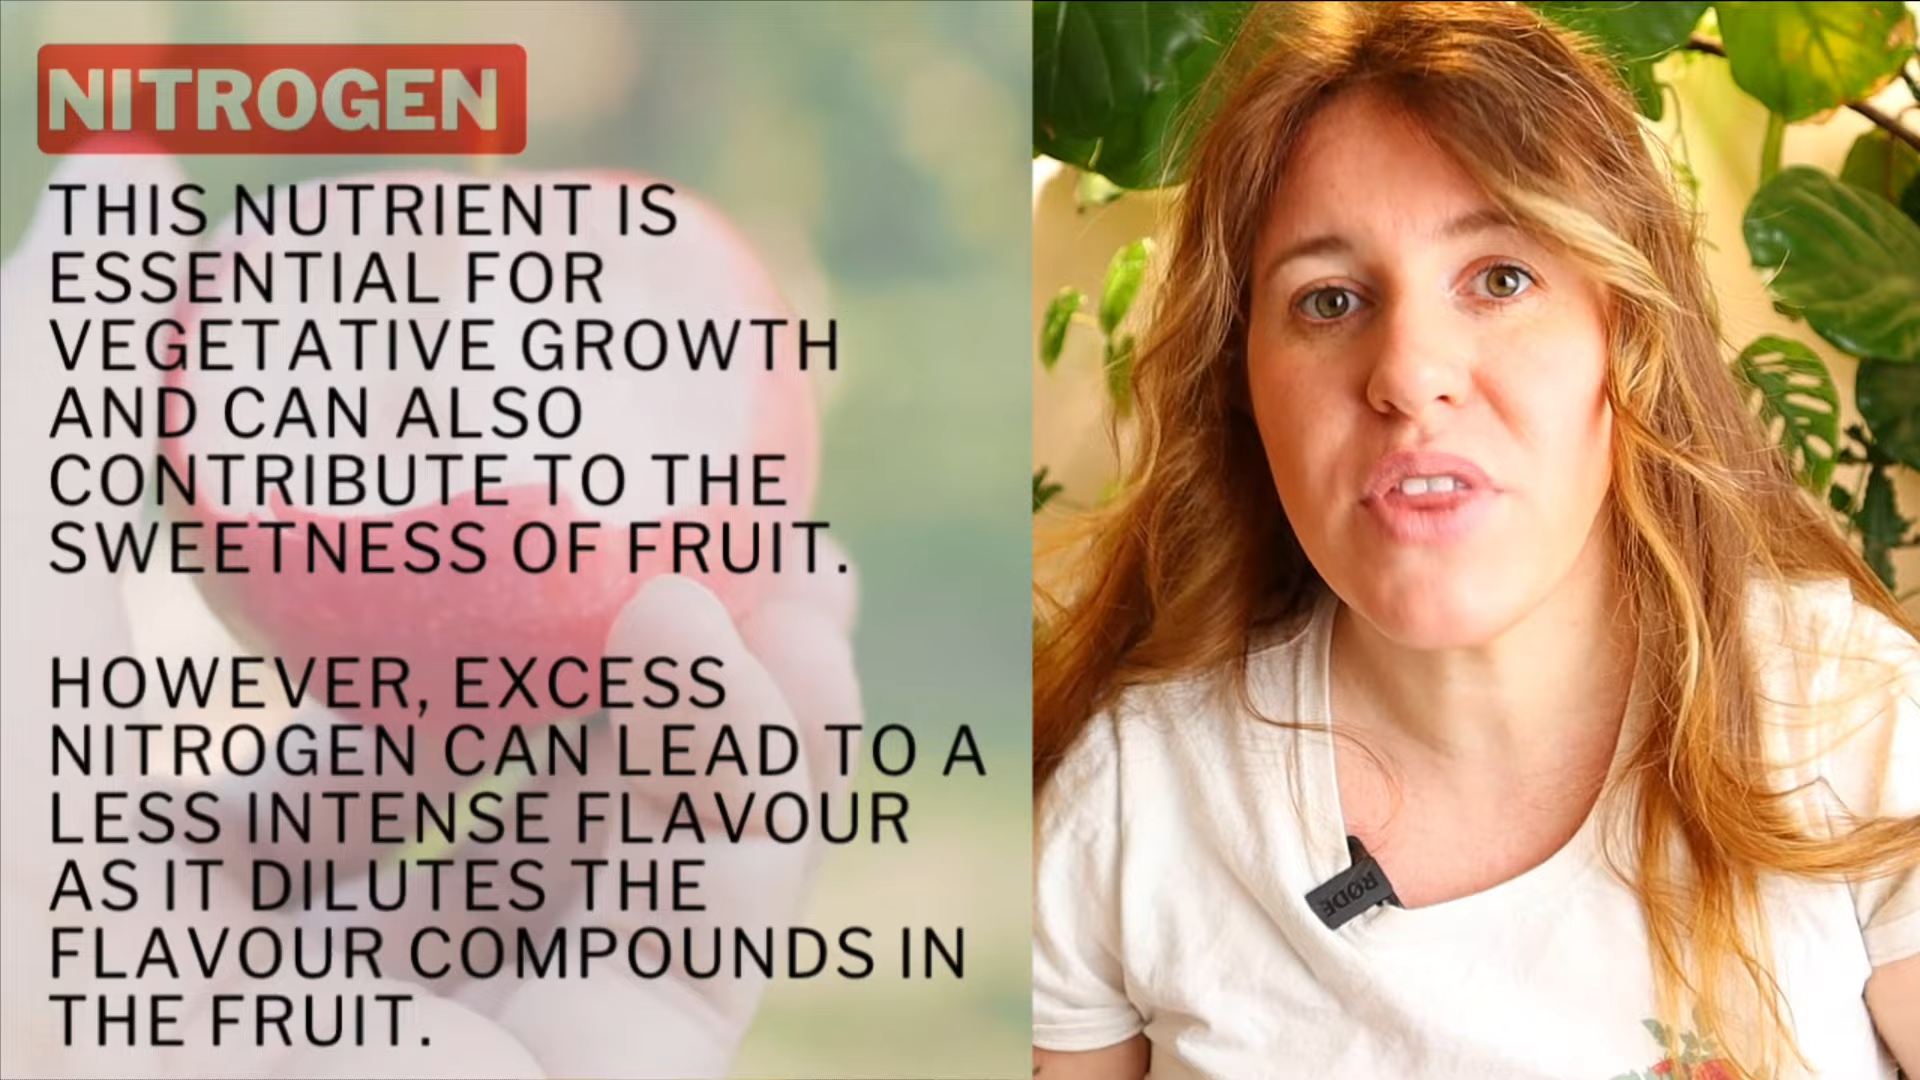 NITROGEN
THIS NUTRIENT IS
ESSENTIAL FOR
VEGETATIVE GROWTH
AND CAN ALSO
CONTRIBUTE TO THE
SWEETNESS OF FRUIT.
HOWEVER, EXCESS
NITROGEN CAN LEAD TO A
LESS INTENSE FLAVOUR
AS IT DILUTES THE
FLAVOUR COMPOUNDS IN
THE FRUIT.
RØDE